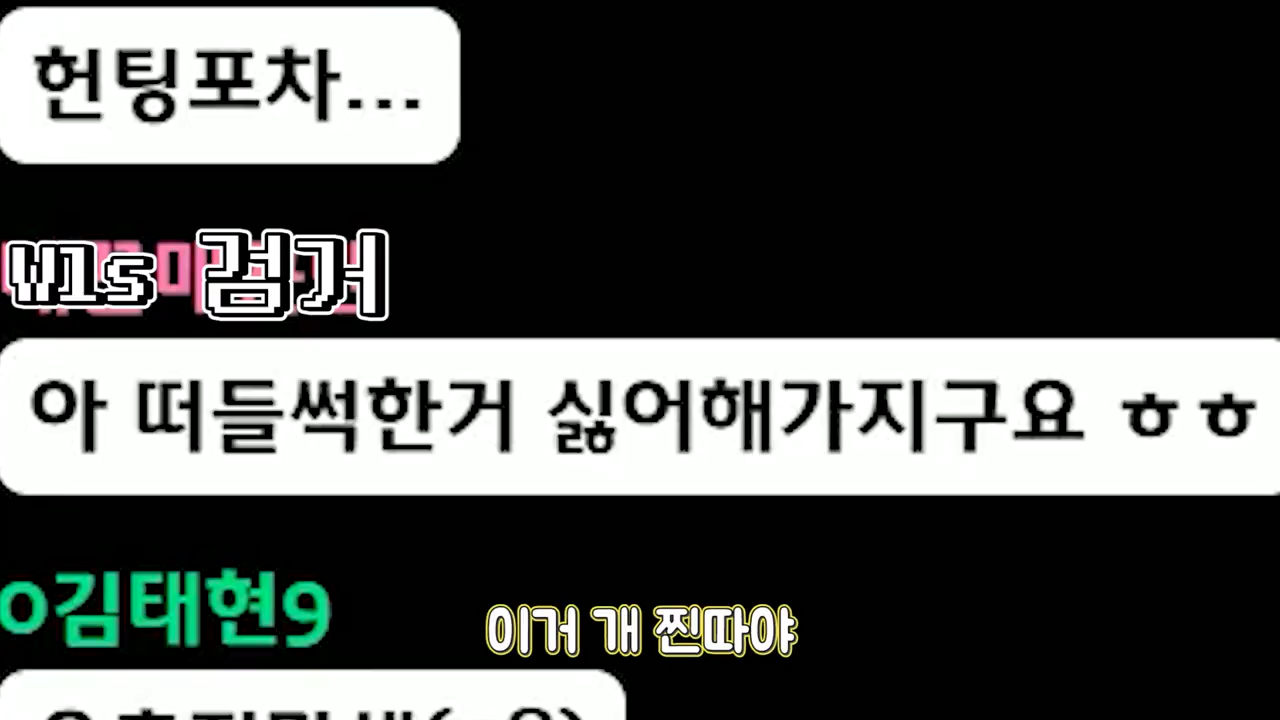 헌팅포차...
W1s 검거
아 떠들썩한거 싫어해가지구요 ㅎㅎ
o김태현9
이거 개 찐따야